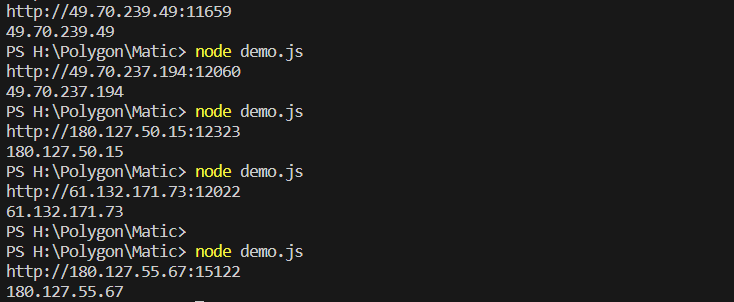 http://49.70.239.49:11659
49.70.239.49
PS H:\Polygon\Matic> node demo.js
http://49.70.237.194:12060
49.70.237.194
PS H:\Polygon\Matic> node demo.js
http://180.127.50.15:12323
180.127.50.15
PS H:\Polygon\Matic> node demo.js
http://61.132.171.73:12022
61.132.171.73
PS H:\Polygon\Matic>
PS H:\Polygon\Matic> node demo.js
http://180.127.55.67:15122
180.127.55.67